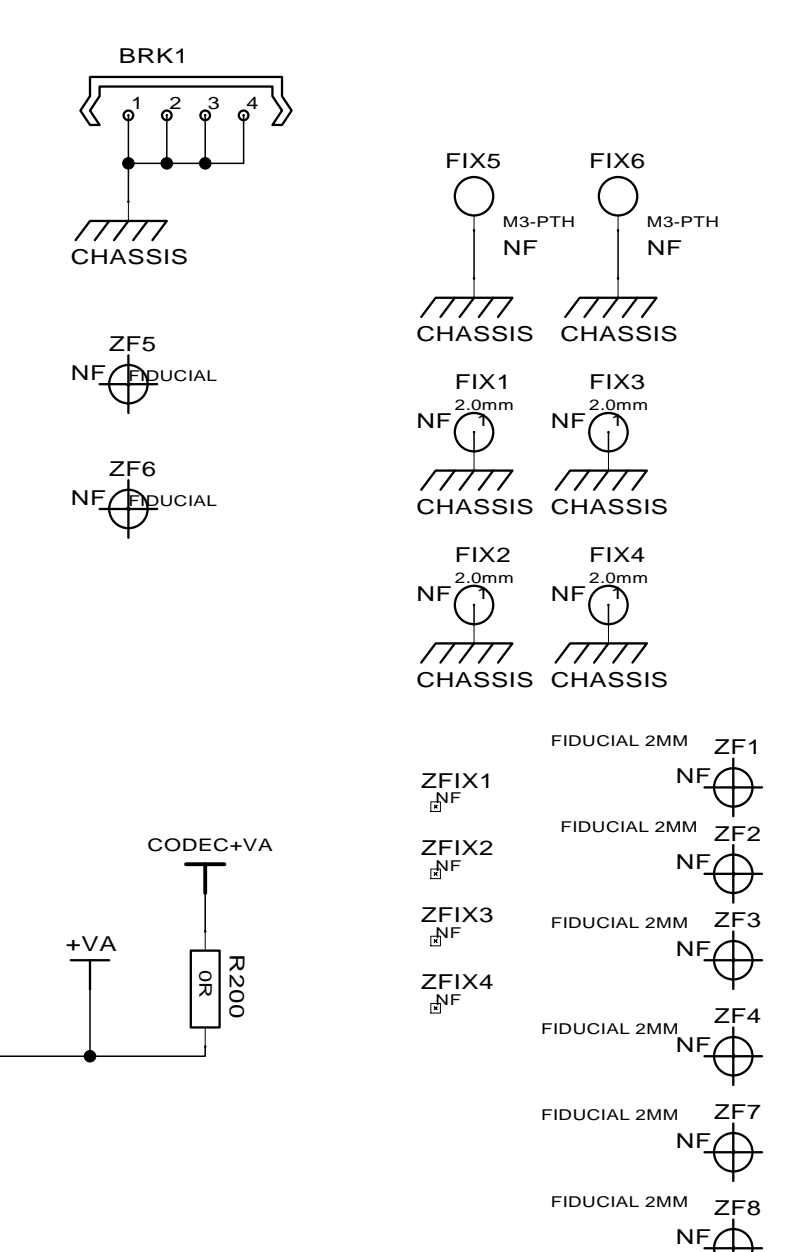 BRK1
1 2 3 4
CHASSIS
FIX5
M3-PTH
NF
CHASSIS
FIX6
M3-PTH
NF
CHASSIS
ZF5
NF FIDUCIAL
ZF6
NF FIDUCIAL
FIX1
2.0mm
NF 1
CHASSIS
FIX3
2.0mm
NF 1
CHASSIS
FIX2
2.0mm
NF 1
CHASSIS
FIX4
2.0mm
NF 1
CHASSIS
ZFIX1
NF
ZFIX2
NF
ZFIX3
NF
ZFIX4
NF
FIDUCIAL 2MM ZF1
NF
FIDUCIAL 2MM ZF2
NF
FIDUCIAL 2MM ZF3
NF
FIDUCIAL 2MM ZF4
NF
FIDUCIAL 2MM ZF7
NF
FIDUCIAL 2MM ZF8
NF
CODEC+VA
+VA
R200
0R